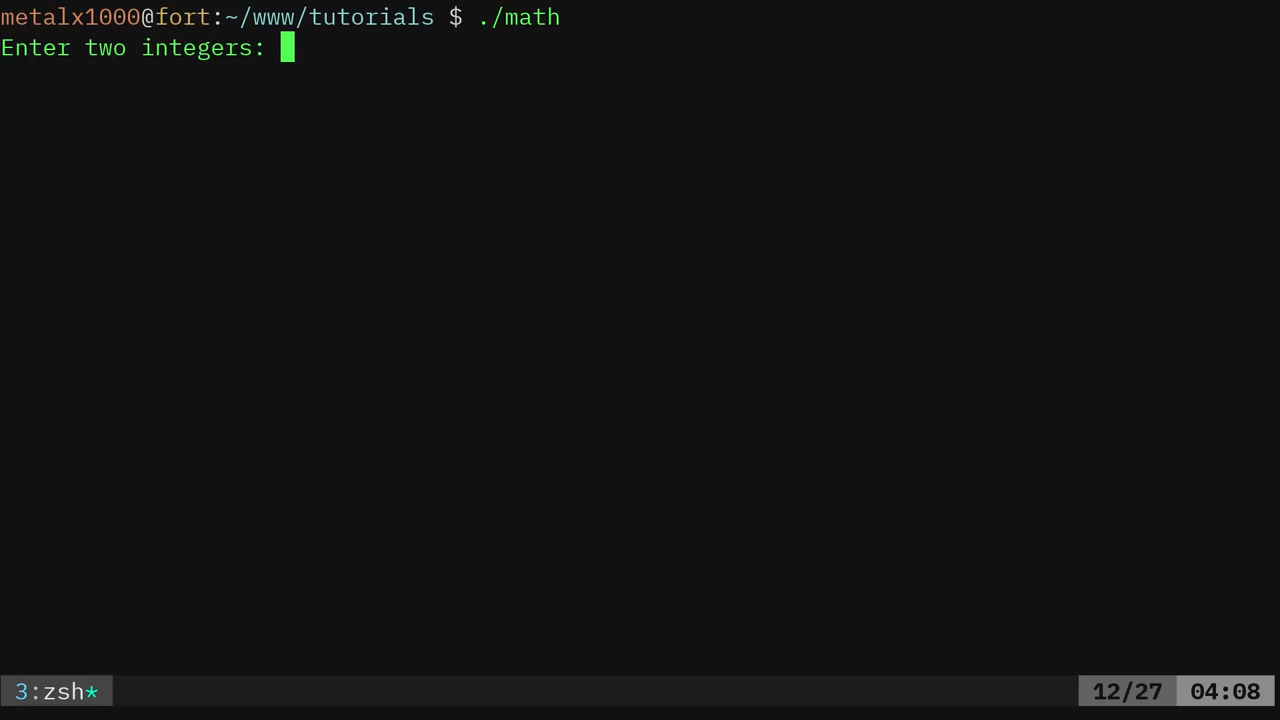 metalx1000@fort:~/www/tutorials $ ./math
Enter two integers:
3:zsh* 12/27 04:08